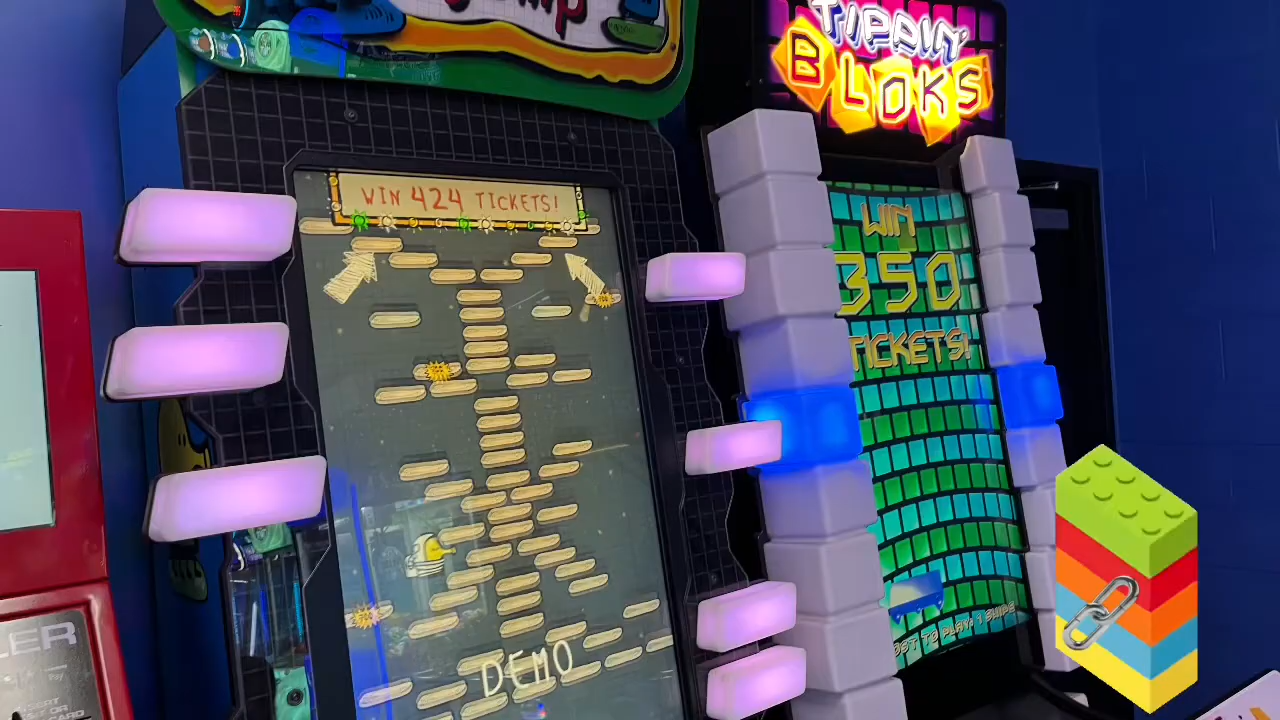 WIN 424 TICKETS!
DEMO
TIPPIN'
BLOKS
WIN
350
TICKETS!